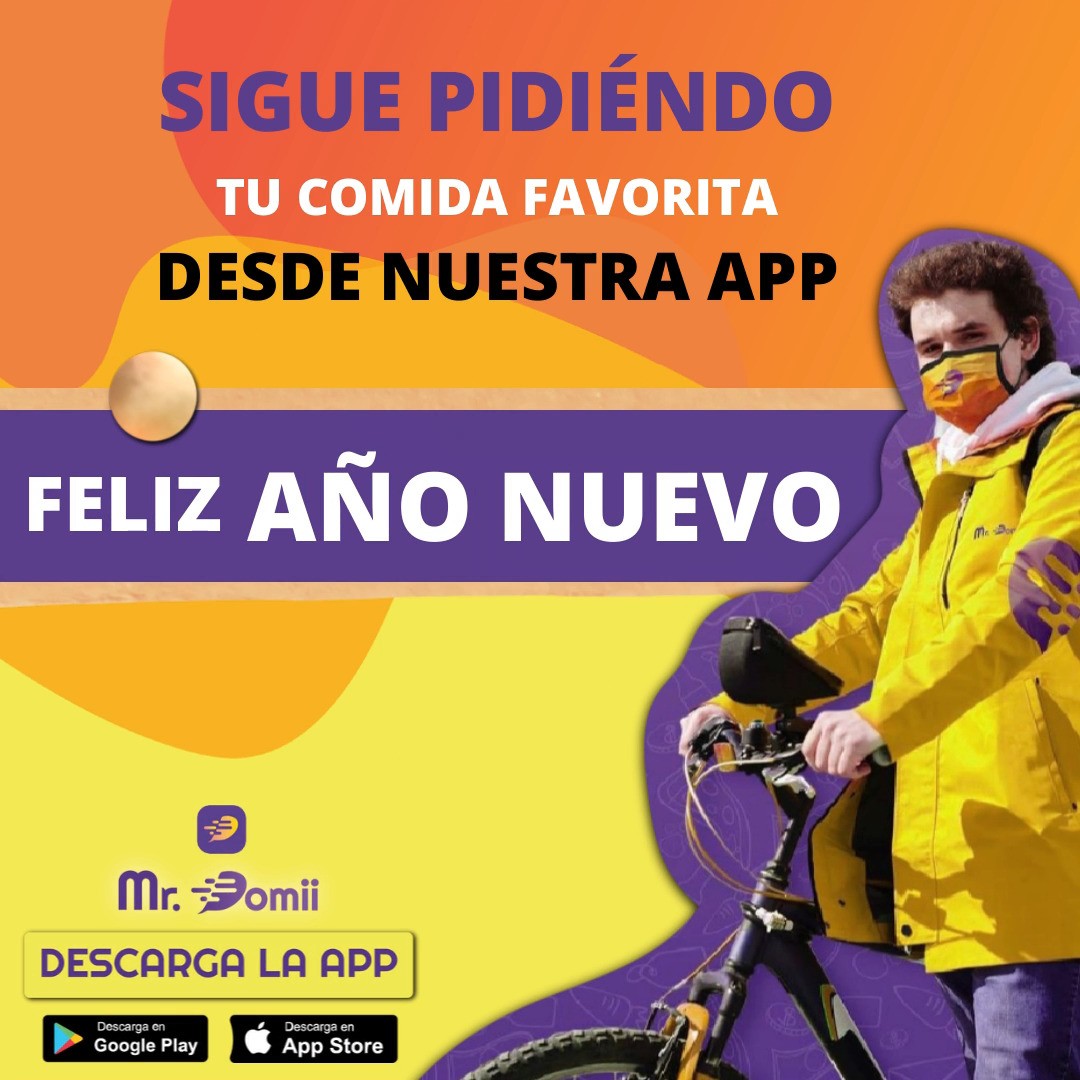 SIGUE PIDIÉNDO
TU COMIDA FAVORITA
DESDE NUESTRA APP
FELIZ AÑO NUEVO
Mr. Domii
DESCARGA LA APP
Descarga en
Google Play
Descarga en
App Store